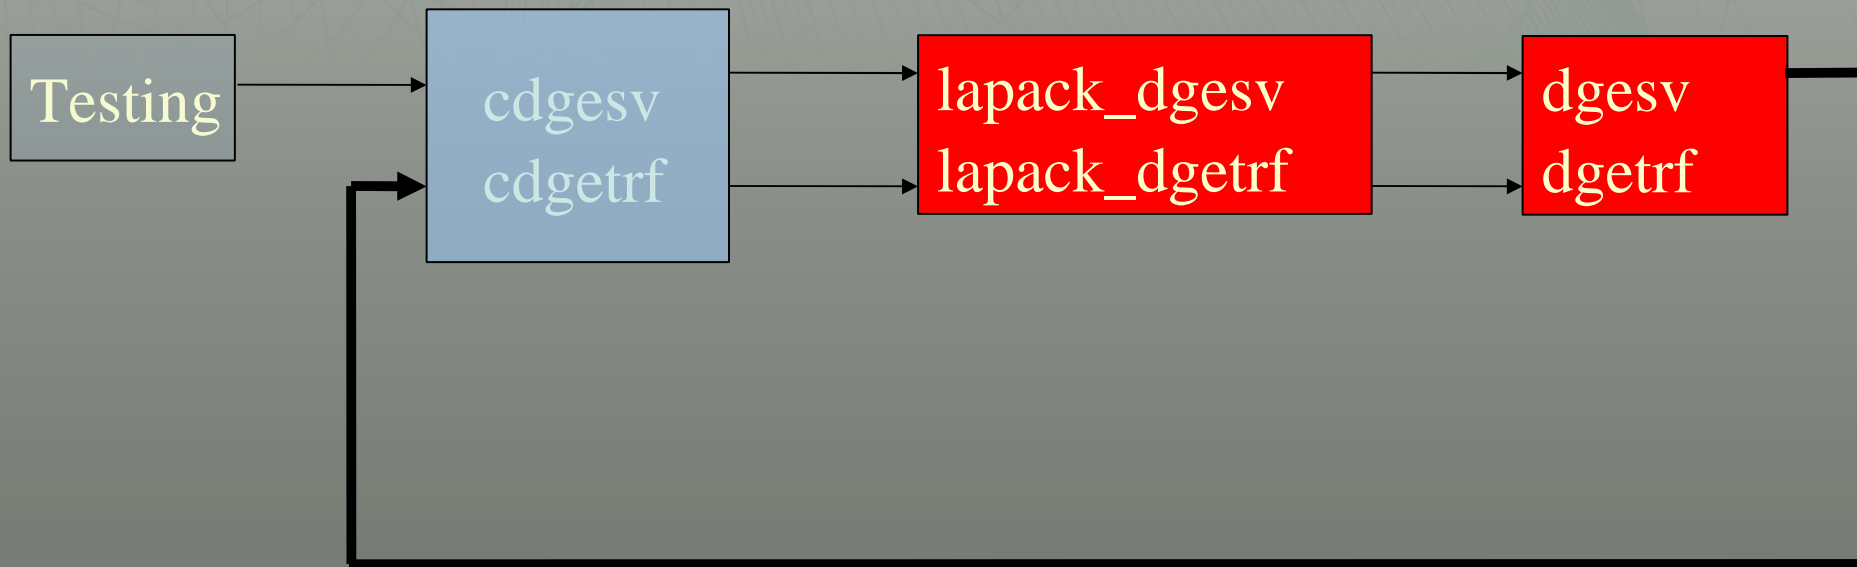 Testing
cdgesv
cdgetrf
lapack_dgesv
lapack_dgetrf
dgesv
dgetrf